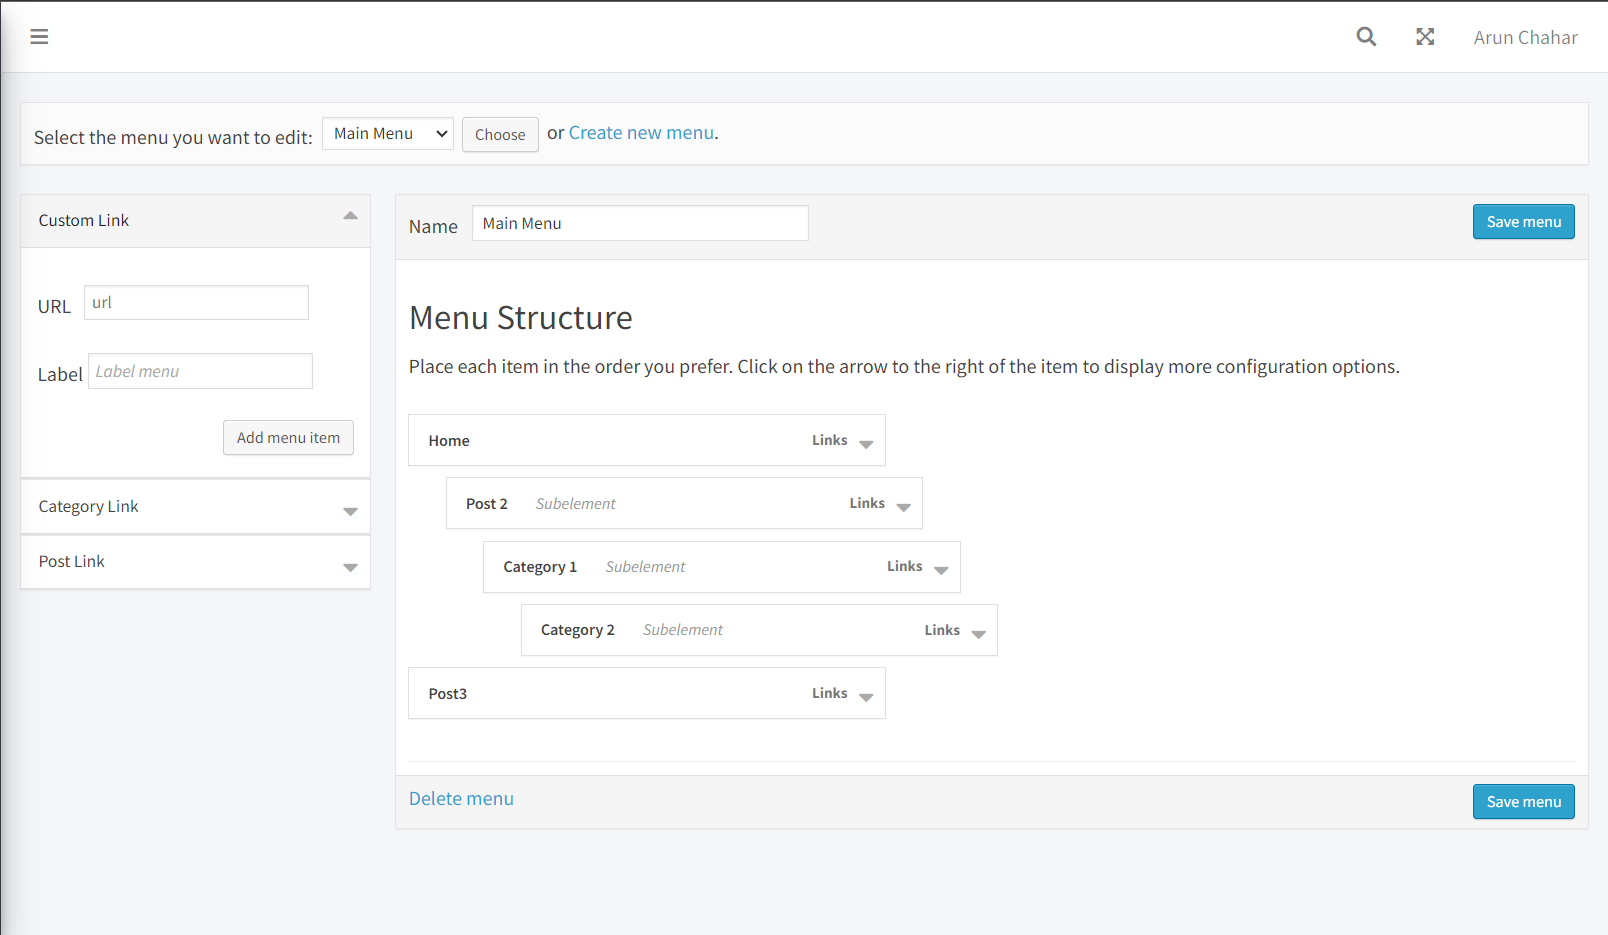 Arun Chahar
Select the menu you want to edit: Main Menu Choose or Create new menu.
Custom Link
URL url
Label Label menu
Add menu item
Category Link
Post Link
Name Main Menu Save menu
Menu Structure
Place each item in the order you prefer. Click on the arrow to the right of the item to display more configuration options.
Home Links
Post 2 Subelement Links
Category 1 Subelement Links
Category 2 Subelement Links
Post3 Links
Delete menu Save menu